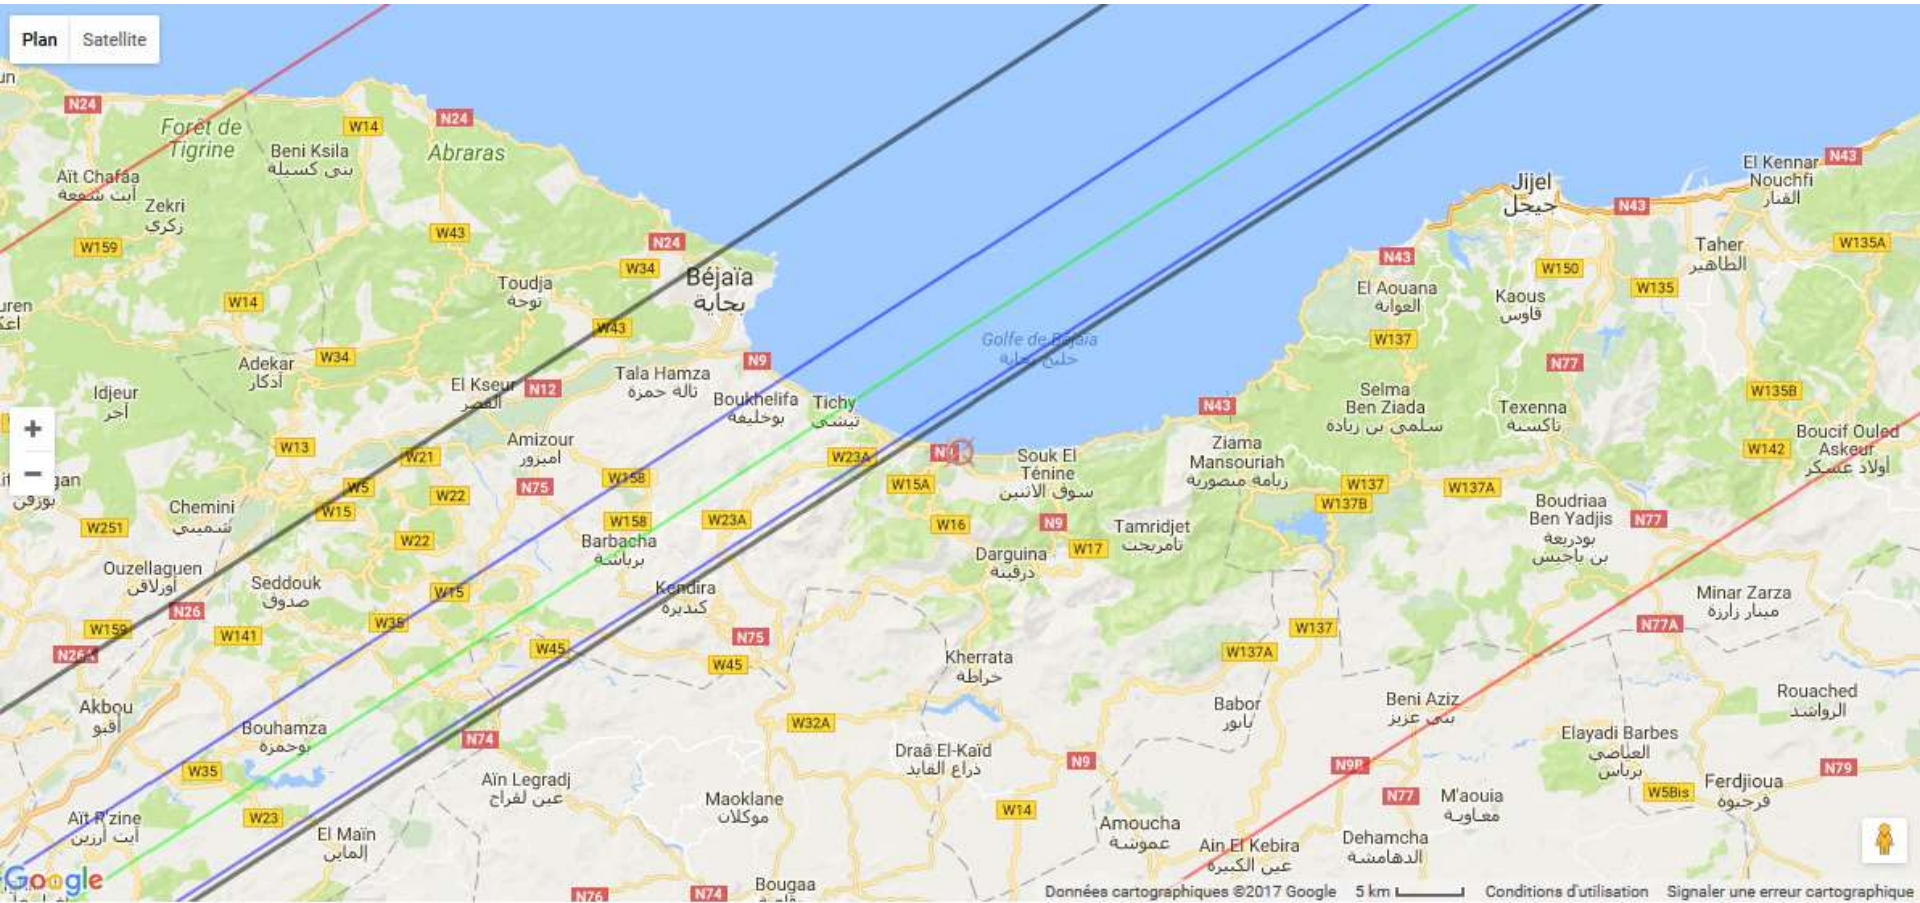 Plan
Satellite
N24
W14
N24
Forêt de
Tigrine
Beni Ksila
بني كسيلة
Abraras
Aït Chafâa
آيت شفعة
Zekri
زكري
W159
W43
N24
W34
Toudja
توجة
Béjaïa
بجاية
W14
W43
Adekar
أدكار
W34
Idjeur
اجر
El Kseur
القصر
N12
Tala Hamza
تالة حمزة
N9
Boukhelifa
بوخليفة
Tichy
تيشي
Golfe de Béjaïa
خليج بجاية
Jijel
جيجل
N43
El Kennar
Nouchfi
القنار
N43
Taher
الطاهير
W135A
N43
W150
W135
El Aouana
العوانة
Kaous
قاوس
W137
N77
W135B
Selma
Ben Ziada
سلمى بن زيادة
Texenna
تاكسنة
N43
W142
Boucif Ouled
Askeur
أولاد عسكر
W13
W21
Amizour
اميزور
W158
W23A
Souk El
Ténine
سوق الاثنين
Ziama
Mansouriah
زيامة منصورية
W5
W22
N75
W15A
W137
W137B
W137A
Chemini
شميني
W15
W251
W158
W23A
W16
N9
Tamridjet
تامريجت
Boudriaa
Ben Yadjis
بودريعة
بن ياجيس
N77
W22
Barbacha
برباشة
W17
Darguina
درقينة
Ouzellaguen
أوزلاقن
Seddouk
صدوق
W15
Kendira
كنديرة
Minar Zarza
مينار زارزة
N26
W159
W141
W35
N75
W137
N77A
N26A
W45
W45
Kherrata
خراطة
W137A
Akbou
أقبو
Bouhamza
بوحمزة
N74
W32A
Babor
بابور
Beni Aziz
بني عزيز
Rouached
الرواشد
Draâ El-Kaïd
ذراع القايد
Elayadi Barbes
العياضي
برباس
W35
Aïn Legradj
عين لقراج
N9
N9B
N79
Maoklane
موكلان
Ferdjioua
فرجيوة
W5Bis
Aït R'zine
آيت أرزين
W23
W14
N77
M'aouia
معاوية
El Maïn
الماين
Amoucha
عموشة
Ain El Kebira
عين الكبيرة
Dehamcha
الدهامشة
Google
N76
N74
Bougaa
Données cartographiques ©2017 Google
5 km
Conditions d'utilisation
Signaler une erreur cartographique